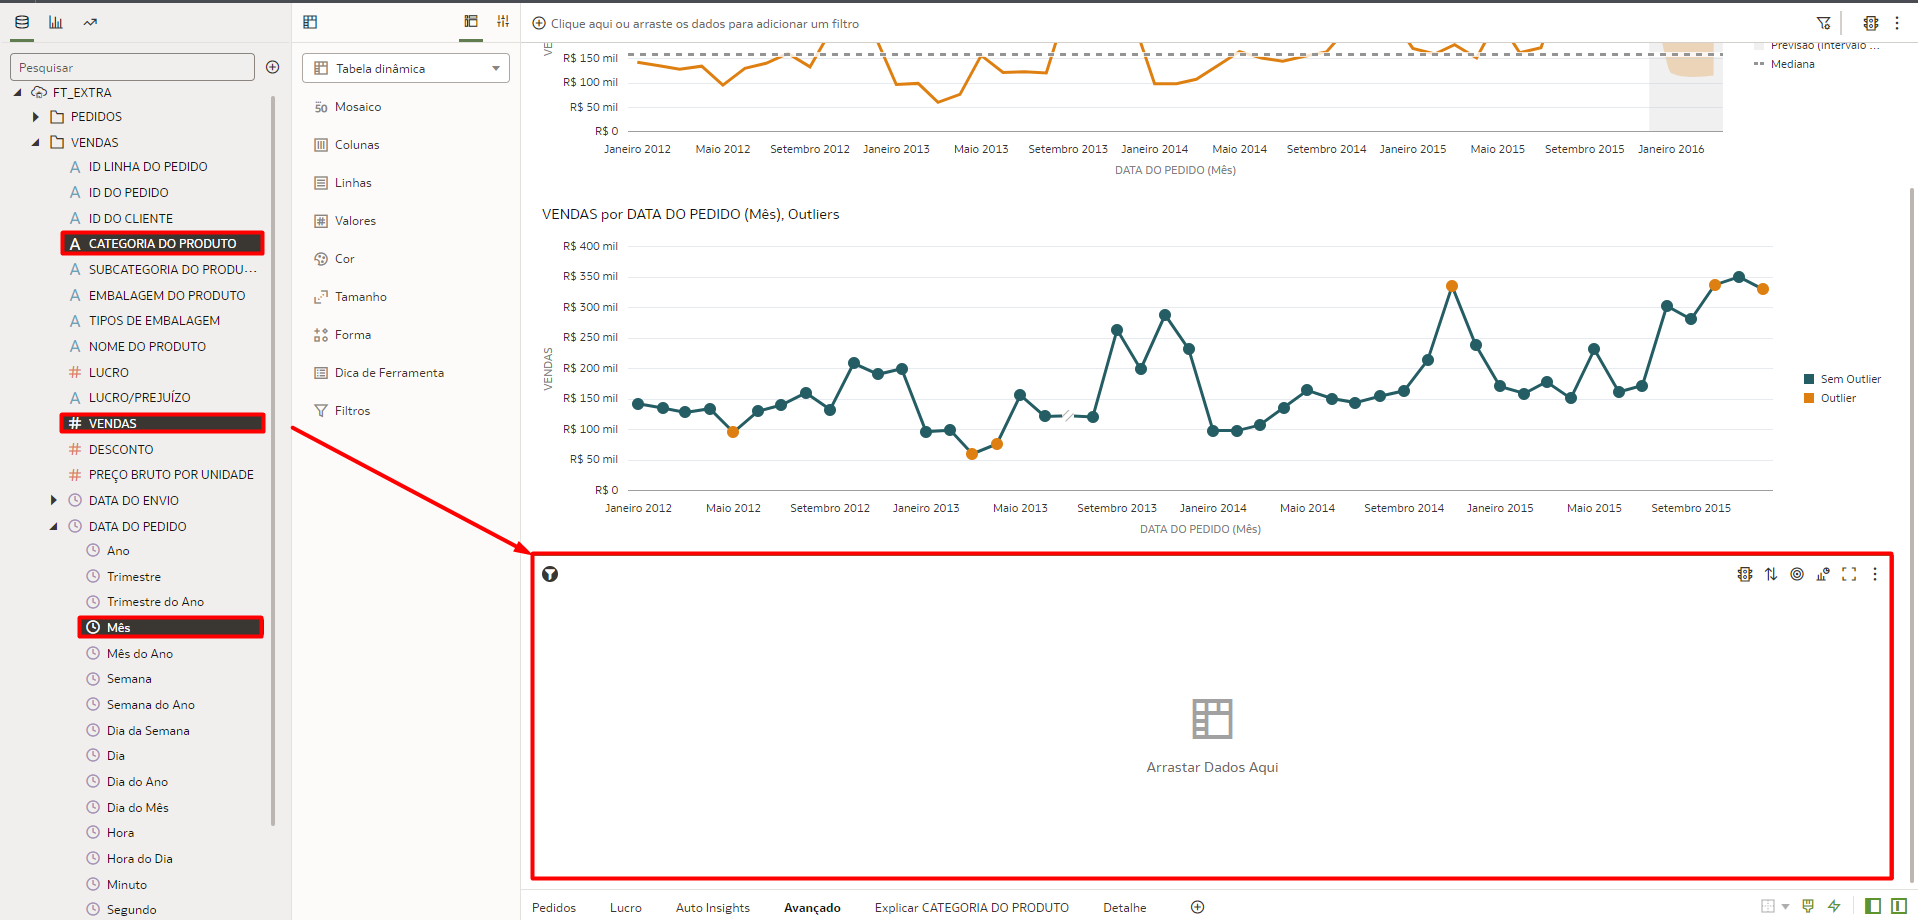 Pesquisar
FT_EXTRA
PEDIDOS
VENDAS
ID LINHA DO PEDIDO
ID DO PEDIDO
ID DO CLIENTE
CATEGORIA DO PRODUTO
SUBCATEGORIA DO PRODU...
EMBALAGEM DO PRODUTO
TIPOS DE EMBALAGEM
NOME DO PRODUTO
LUCRO
LUCRO/PREJUÍZO
VENDAS
DESCONTO
PREÇO BRUTO POR UNIDADE
DATA DO ENVIO
DATA DO PEDIDO
Ano
Trimestre
Trimestre do Ano
Mês
Mês do Ano
Semana
Semana do Ano
Dia da Semana
Dia
Dia do Ano
Dia do Mês
Hora
Hora do Dia
Minuto
Segundo
Tabela dinâmica
Mosaico
Colunas
Linhas
Valores
Cor
Tamanho
Forma
Dica de Ferramenta
Filtros
Clique aqui ou arraste os dados para adicionar um filtro
VE
R$ 150 mil
R$ 100 mil
R$ 50 mil
R$ 0
Janeiro 2012 Maio 2012 Setembro 2012 Janeiro 2013 Maio 2013 Setembro 2013 Janeiro 2014 Maio 2014 Setembro 2014 Janeiro 2015 Maio 2015 Setembro 2015 Janeiro 2016
DATA DO PEDIDO (Mês)
Previsão (Intervalo ...
Mediana
VENDAS por DATA DO PEDIDO (Mês), Outliers
VENDAS
R$ 400 mil
R$ 350 mil
R$ 300 mil
R$ 250 mil
R$ 200 mil
R$ 150 mil
R$ 100 mil
R$ 50 mil
R$ 0
Janeiro 2012 Maio 2012 Setembro 2012 Janeiro 2013 Maio 2013 Setembro 2013 Janeiro 2014 Maio 2014 Setembro 2014 Janeiro 2015 Maio 2015 Setembro 2015
DATA DO PEDIDO (Mês)
Sem Outlier
Outlier
Arrastar Dados Aqui
Pedidos Lucro Auto Insights Avançado Explicar CATEGORIA DO PRODUTO Detalhe